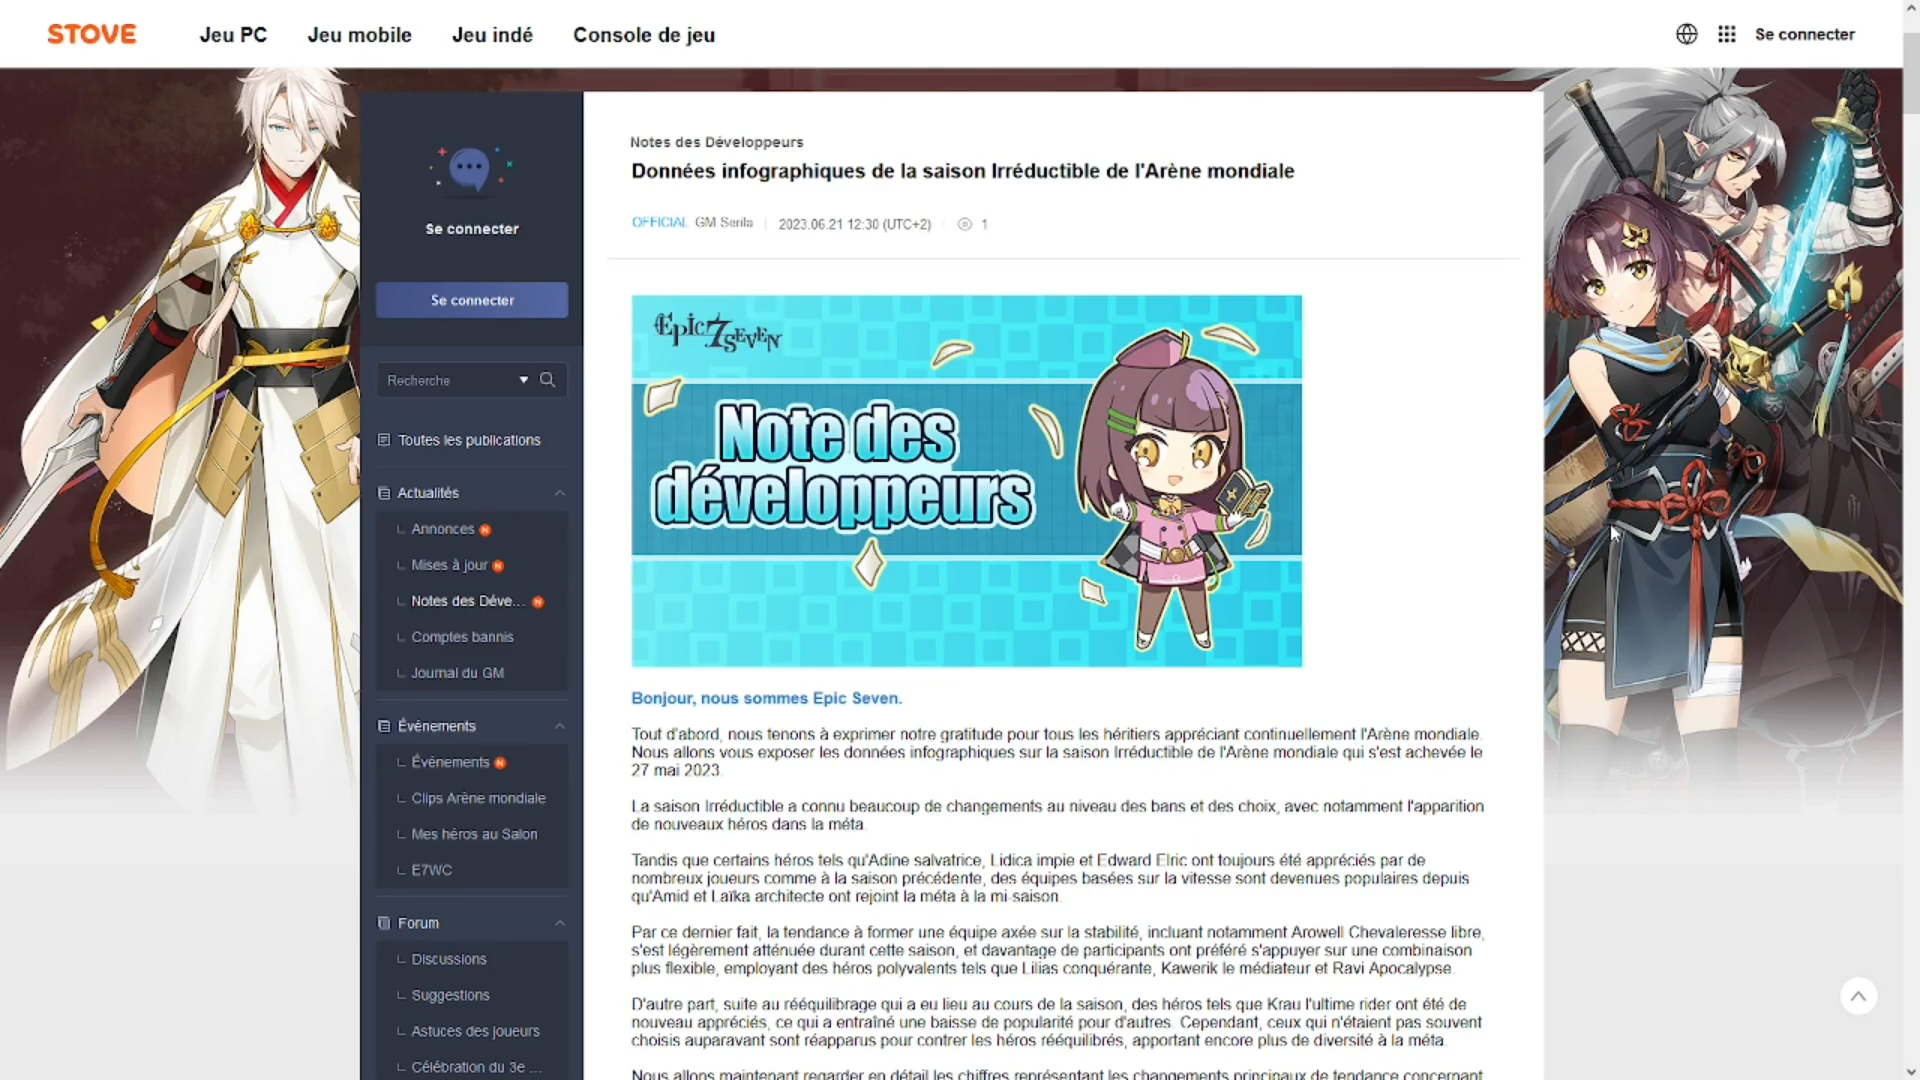 STOVE
Jeu PC
Jeu mobile
Jeu indé
Console de jeu
Se connecter
Se connecter
Se connecter
Recherche
Toutes les publications
Actualités
Annonces N
Mises à jour N
Notes des Déve... N
Comptes bannis
Journal du GM
Événements
Événements N
Clips Arène mondiale
Mes héros au Salon
E7WC
Forum
Discussions
Suggestions
Astuces des joueurs
Célébration du 3e ...
Notes des Développeurs
Données infographiques de la saison Irréductible de l'Arène mondiale
OFFICIAL GM Serila 2023.06.21 12:30 (UTC+2) 1
Epic 7 SEVEN
Note des
développeurs
Bonjour, nous sommes Epic Seven.
Tout d'abord, nous tenons à exprimer notre gratitude pour tous les héritiers appréciant continuellement l'Arène mondiale.
Nous allons vous exposer les données infographiques sur la saison Irréductible de l'Arène mondiale qui s'est achevée le
27 mai 2023.
La saison Irréductible a connu beaucoup de changements au niveau des bans et des choix, avec notamment l'apparition
de nouveaux héros dans la méta.
Tandis que certains héros tels qu'Adine salvatrice, Lidica impie et Edward Elric ont toujours été appréciés par de
nombreux joueurs comme à la saison précédente, des équipes basées sur la vitesse sont devenues populaires depuis
qu'Amid et Laïka architecte ont rejoint la méta à la mi-saison.
Par ce dernier fait, la tendance à former une équipe axée sur la stabilité, incluant notamment Arowell Chevaleresse libre,
s'est légèrement atténuée durant cette saison, et davantage de participants ont préféré s'appuyer sur une combinaison
plus flexible, employant des héros polyvalents tels que Lilias conquérante, Kawerik le médiateur et Ravi Apocalypse.
D'autre part, suite au rééquilibrage qui a eu lieu au cours de la saison, des héros tels que Krau l'ultime rider ont été de
nouveau appréciés, ce qui a entraîné une baisse de popularité pour d'autres. Cependant, ceux qui n'étaient pas souvent
choisis auparavant sont réapparus pour contrer les héros rééquilibrés, apportant encore plus de diversité à la méta.
Nous allons maintenant regarder en détail les chiffres représentant les changements principaux de tendance concernant